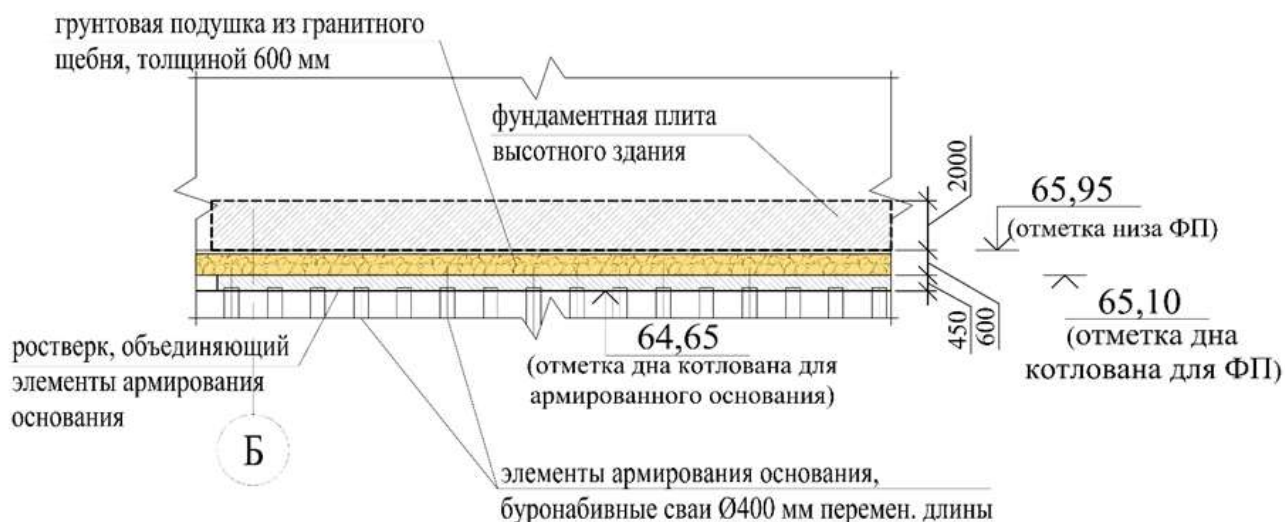 грунтовая подушка из гранитного
щебня, толщиной 600 мм
фундаментная плита
высотного здания
2000
65,95
(отметка низа ФП)
450
600
65,10
(отметка дна
котлована для ФП)
64,65
(отметка дна котлована для
армированного основания)
ростверк, объединяющий
элементы армирования
основания
Б
элементы армирования основания,
буронабивные сваи Ø400 мм перемен. длины